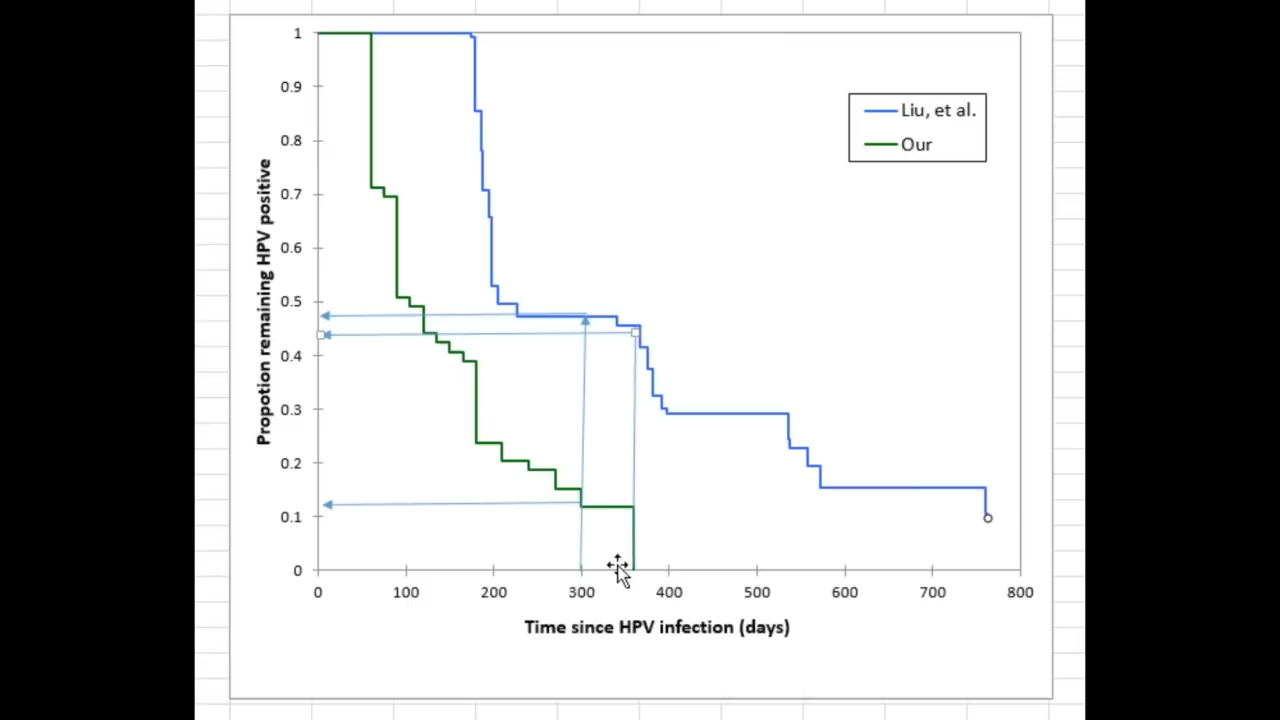 1
0.9
0.8
0.7
0.6
0.5
0.4
0.3
0.2
0.1
0
Propotion remaining HPV positive
Liu, et al.
Our
0 100 200 300 400 500 600 700 800
Time since HPV infection (days)